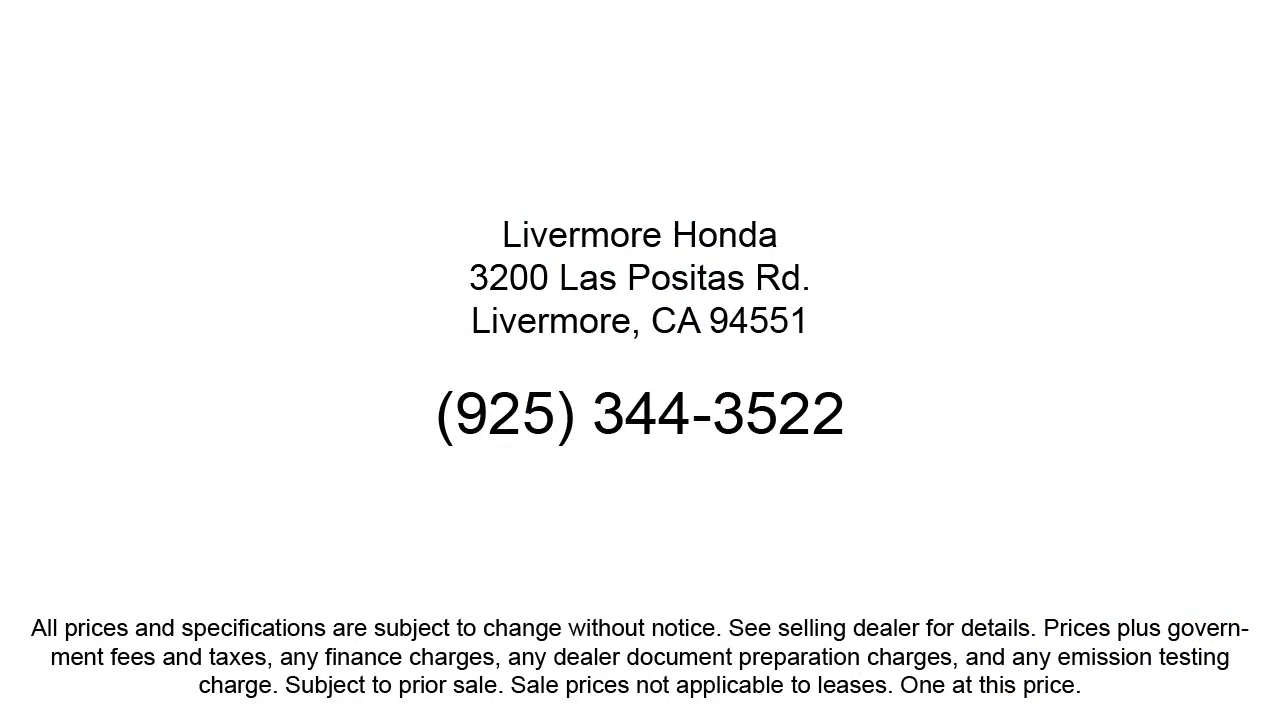 Livermore Honda
3200 Las Positas Rd.
Livermore, CA 94551
(925) 344-3522
All prices and specifications are subject to change without notice. See selling dealer for details. Prices plus govern-
ment fees and taxes, any finance charges, any dealer document preparation charges, and any emission testing
charge. Subject to prior sale. Sale prices not applicable to leases. One at this price.